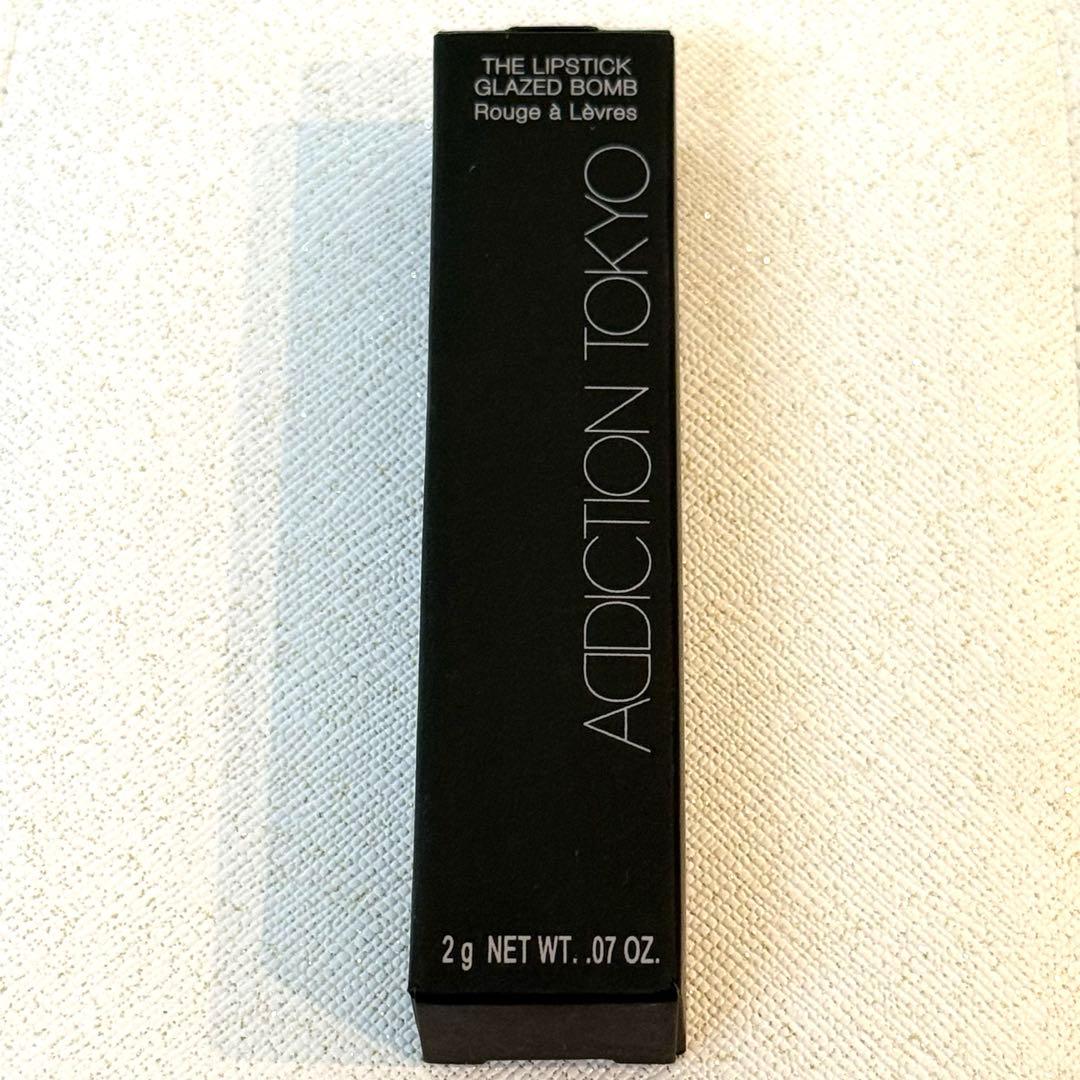 THE LIPSTICK
GLAZED BOMB
Rouge à Lèvres
ADDICTION TOKYO
2 g NET WT. .07 OZ.